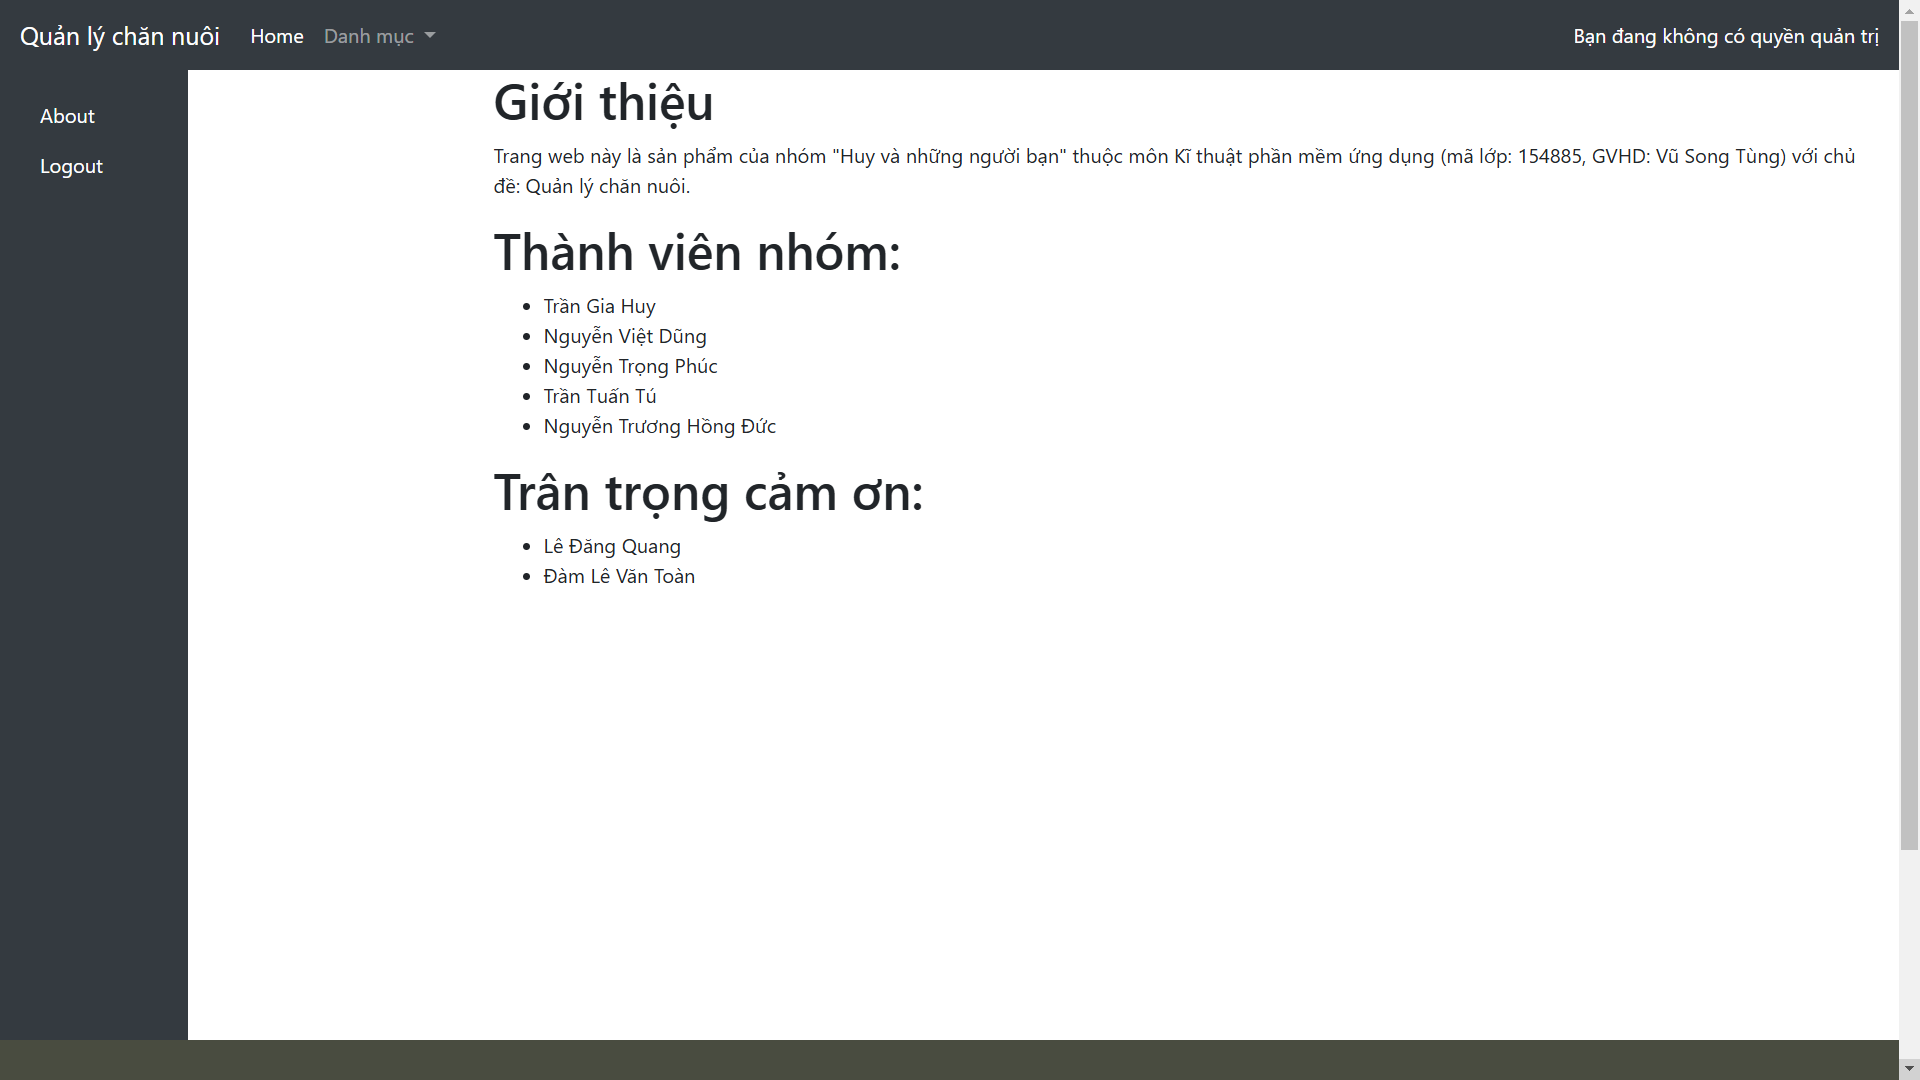 Quản lý chăn nuôi Home Danh mục Bạn đang không có quyền quản trị
About
Logout
Giới thiệu
Trang web này là sản phẩm của nhóm "Huy và những người bạn" thuộc môn Kĩ thuật phần mềm ứng dụng (mã lớp: 154885, GVHD: Vũ Song Tùng) với chủ
đề: Quản lý chăn nuôi.
Thành viên nhóm:
Trần Gia Huy
Nguyễn Việt Dũng
Nguyễn Trọng Phúc
Trần Tuấn Tú
Nguyễn Trương Hồng Đức
Trân trọng cảm ơn:
Lê Đăng Quang
Đàm Lê Văn Toàn